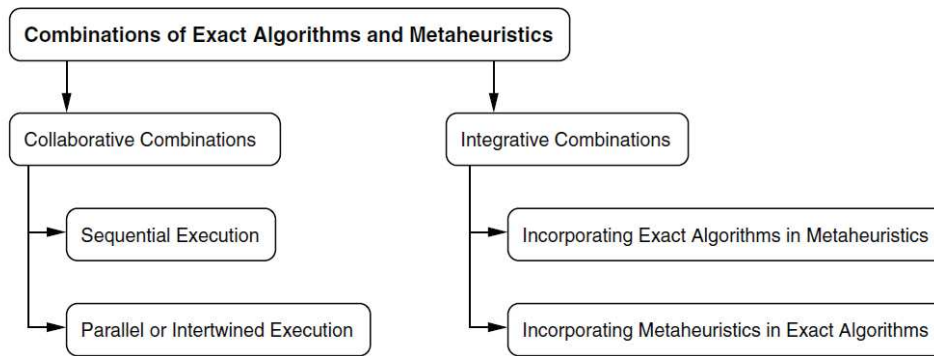 Combinations of Exact Algorithms and Metaheuristics
Collaborative Combinations
Integrative Combinations
Sequential Execution
Incorporating Exact Algorithms in Metaheuristics
Parallel or Intertwined Execution
Incorporating Metaheuristics in Exact Algorithms